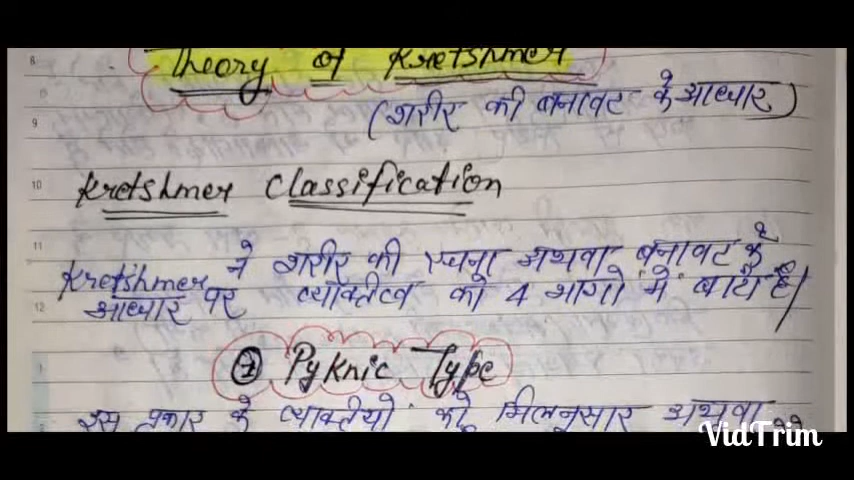 Theory of Kretshmer
(शरीर की बनावट के आधार)
Kretshmer Classification
Kretshmer ने शरीर की रचना अथवा बनावट के
आधार पर व्यक्तित्व को 4 भागो में बाटा है।
① Pyknic Type
इस प्रकार के व्यक्तियो को मिलनसार अथवा
VidTrim